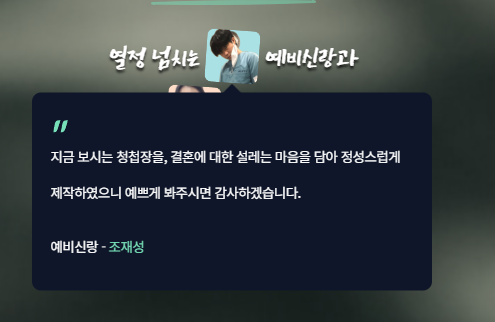 열정 넘치는 예비신랑과
"
지금 보시는 청첩장을, 결혼에 대한 설레는 마음을 담아 정성스럽게
제작하였으니 예쁘게 봐주시면 감사하겠습니다.
예비신랑 - 조재성